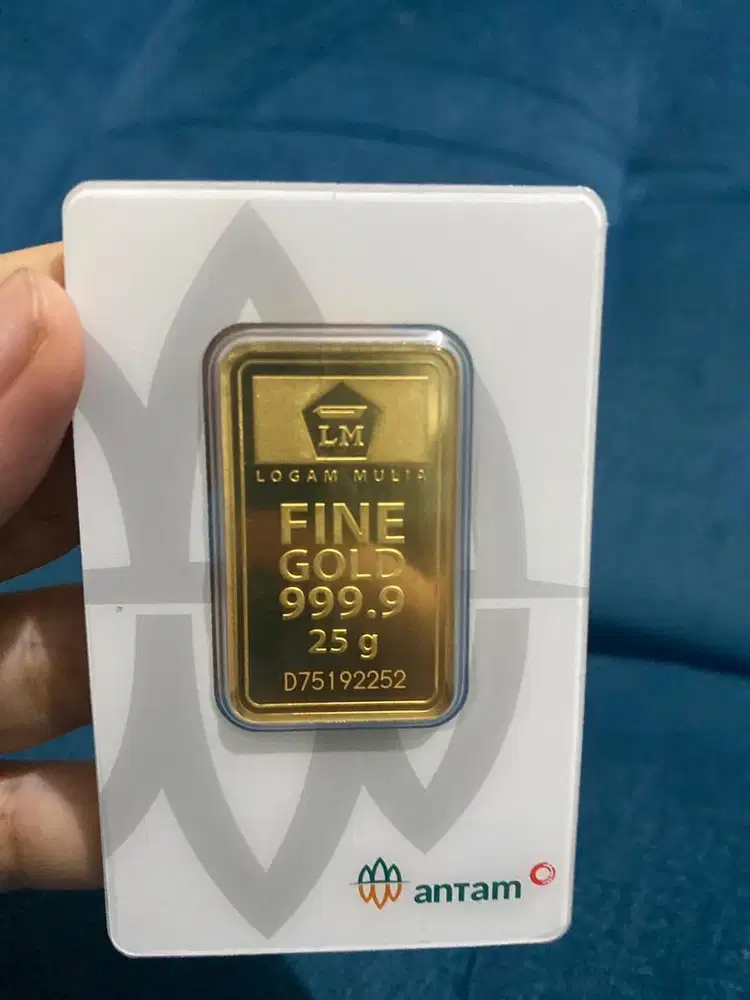 LM
LOGAM MULIA
FINE
GOLD
999.9
25 g
D75192252
antam